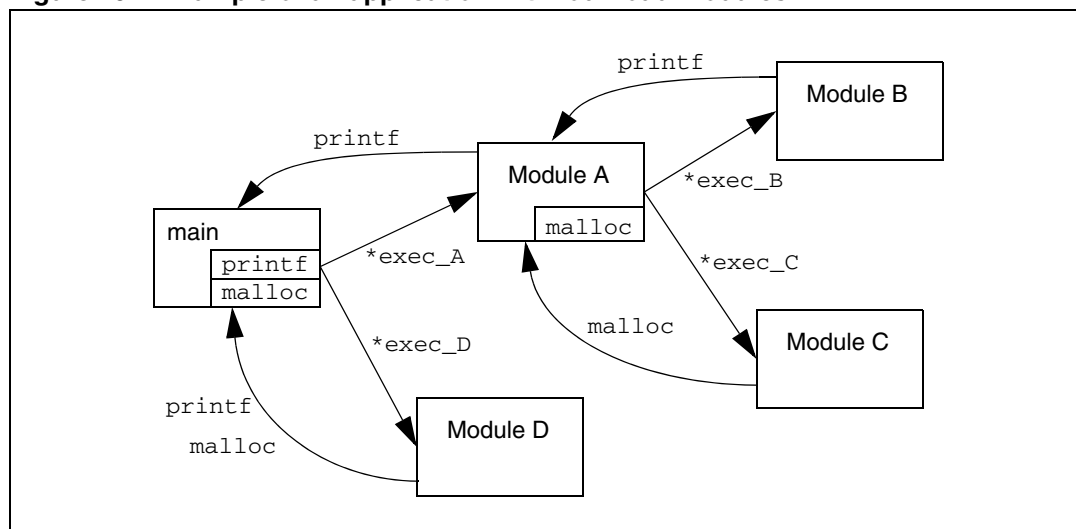 printf
Module B
printf
Module A
*exec_B
main
malloc
printf
*exec_A
*exec_C
malloc
malloc
*exec_D
Module C
printf
Module D
malloc